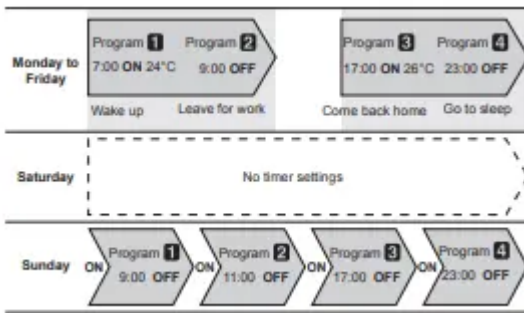 Program 1 Program 2 Program 3 Program 4
Monday to
Friday
7:00 ON 24°C 9:00 OFF 17:00 ON 26°C 23:00 OFF
Wake up Leave for work Come back home Go to sleep
Saturday No timer settings
Program 1 Program 2 Program 3 Program 4
Sunday ON 9:00 OFF ON 11:00 OFF ON 17:00 OFF ON 23:00 OFF